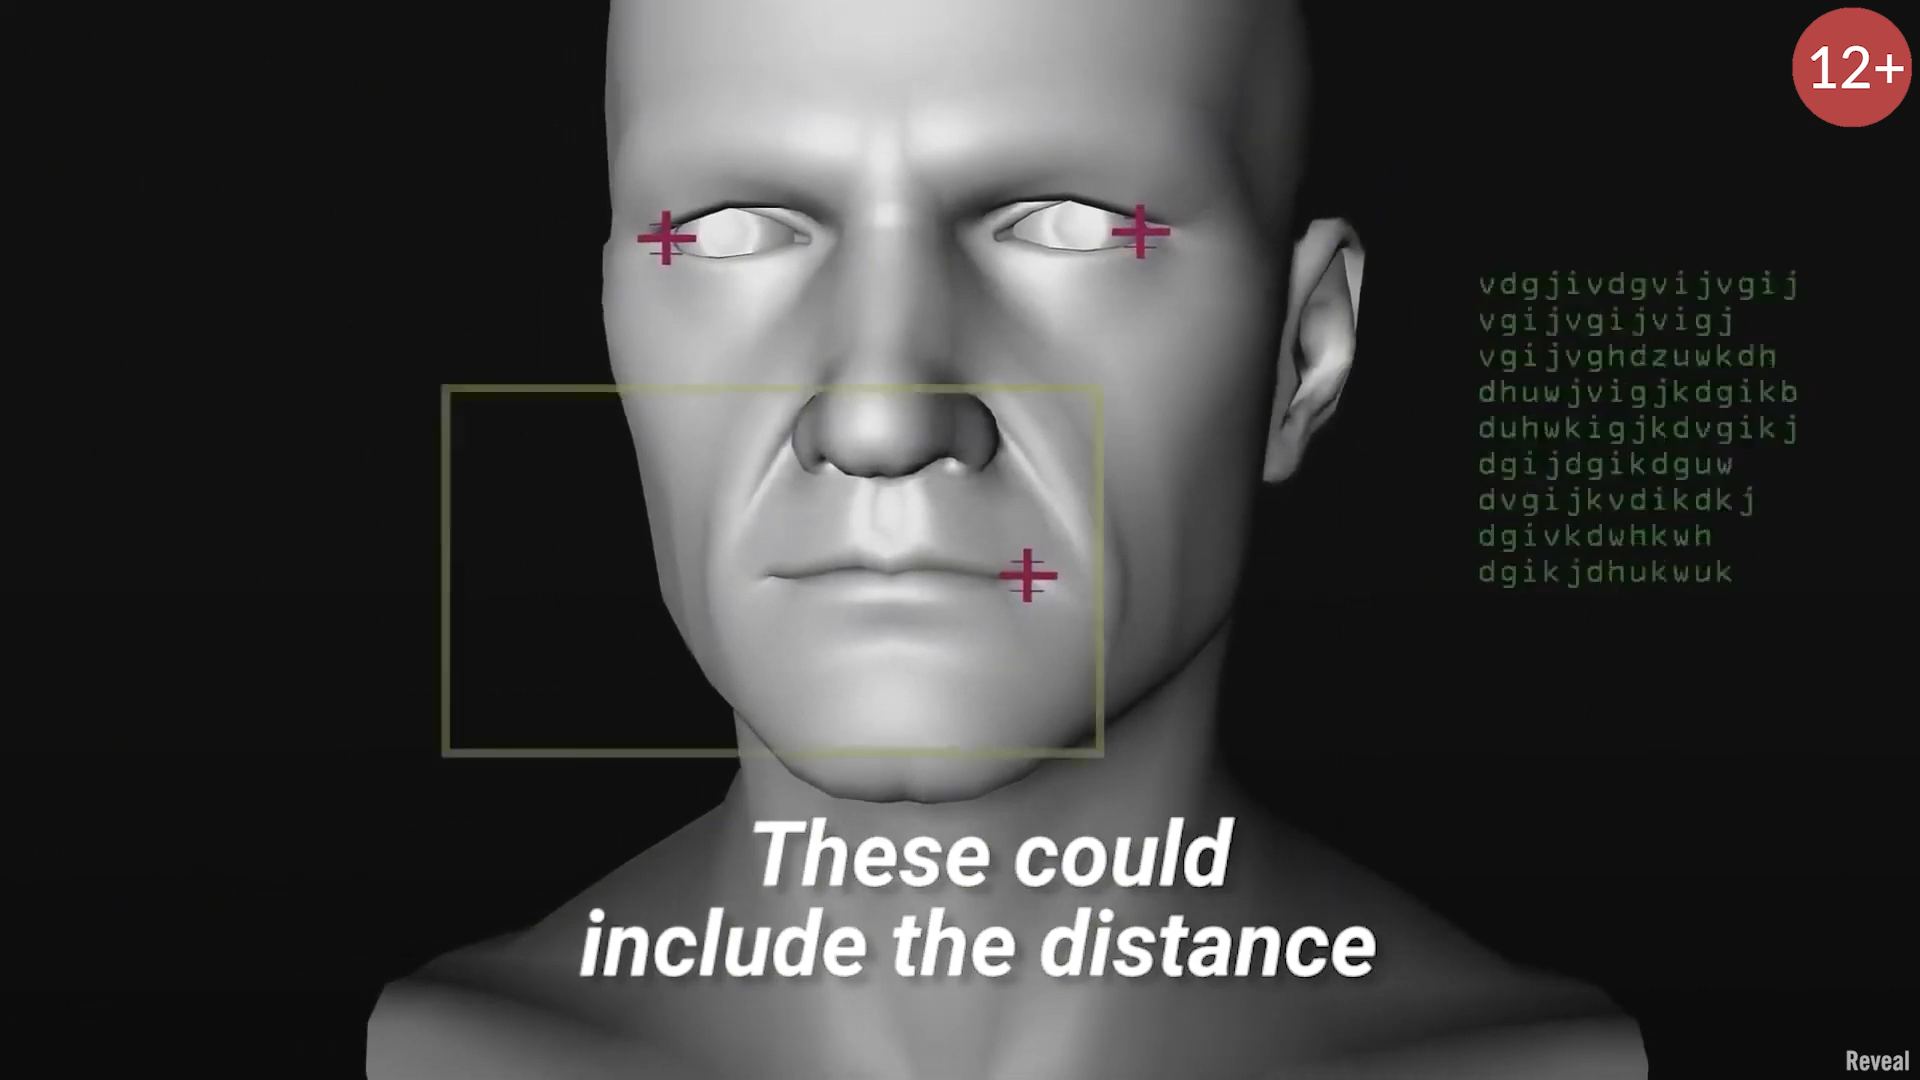 12+
vdgjivdgvijvgij
vgijvgijvigj
vgijvghdzuwkdh
dhuwjvigjkdgikb
duhwkigjkdvgikj
dgijdgikdguw
dvgijkvdikdkj
dgivkdwhkwh
dgikjdhukwuk
These could
include the distance
Reveal